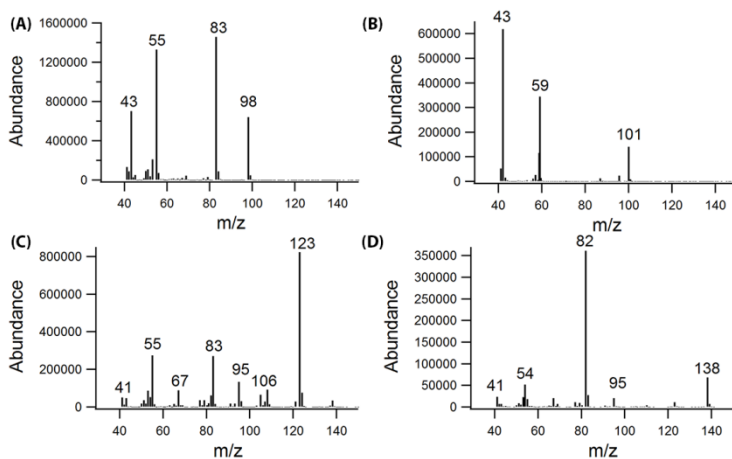 (A)
1600000
1200000
800000
400000
0
Abundance
43
55
83
98
40 60 80 100 120 140
m/z
(B)
600000
500000
400000
300000
200000
100000
0
Abundance
43
59
101
40 60 80 100 120 140
m/z
(C)
800000
600000
400000
200000
0
Abundance
41
55
67
83
95
106
123
40 60 80 100 120 140
m/z
(D)
350000
300000
250000
200000
150000
100000
50000
0
Abundance
41
54
82
95
138
40 60 80 100 120 140
m/z